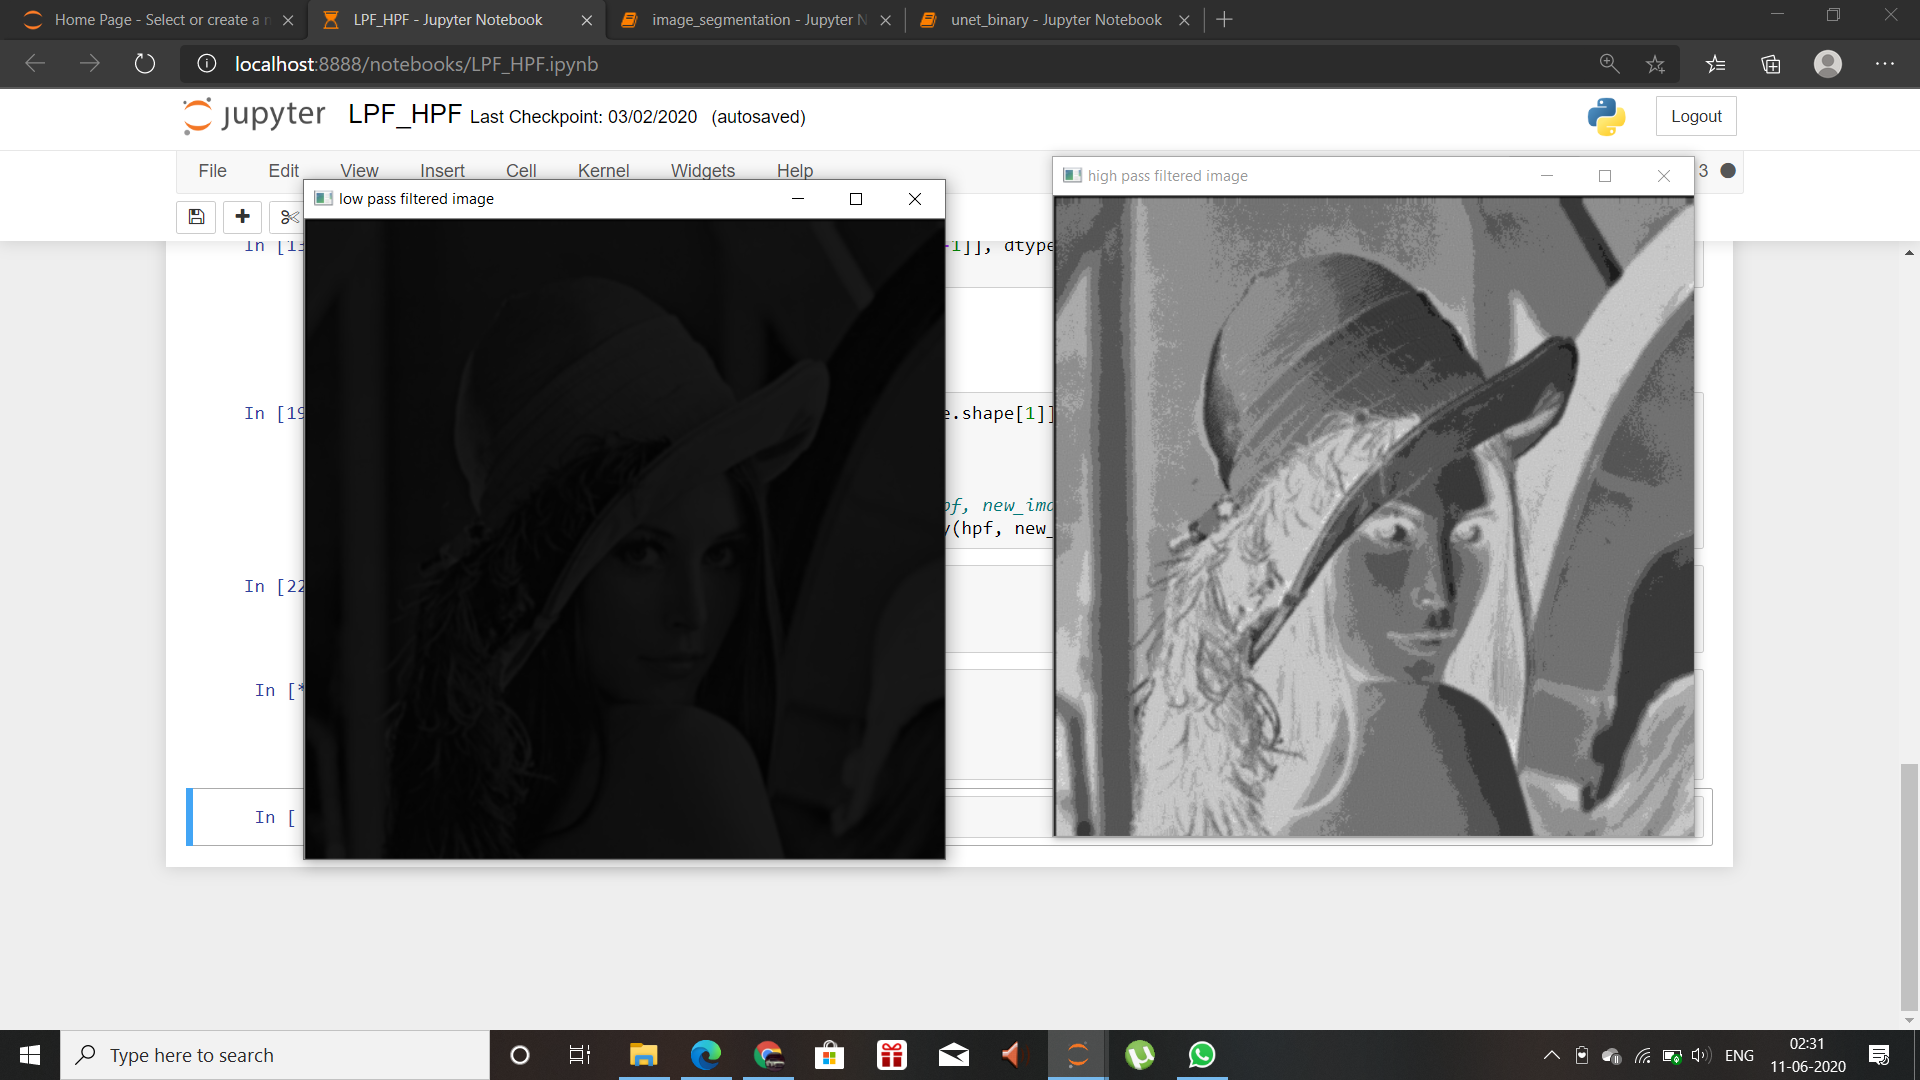 Home Page - Select or create a n
LPF_HPF - Jupyter Notebook
image_segmentation - Jupyter N
unet_binary - Jupyter Notebook
localhost:8888/notebooks/LPF_HPF.ipynb
jupyter LPF_HPF Last Checkpoint: 03/02/2020 (autosaved)
Logout
File Edit View Insert Cell Kernel Widgets Help
3
low pass filtered image
high pass filtered image
In [13
-1]], dtype
In [19
e.shape[1]]
pf, new_ima
y(hpf, new_
In [22
In [*
In [
Type here to search
ENG
02:31
11-06-2020